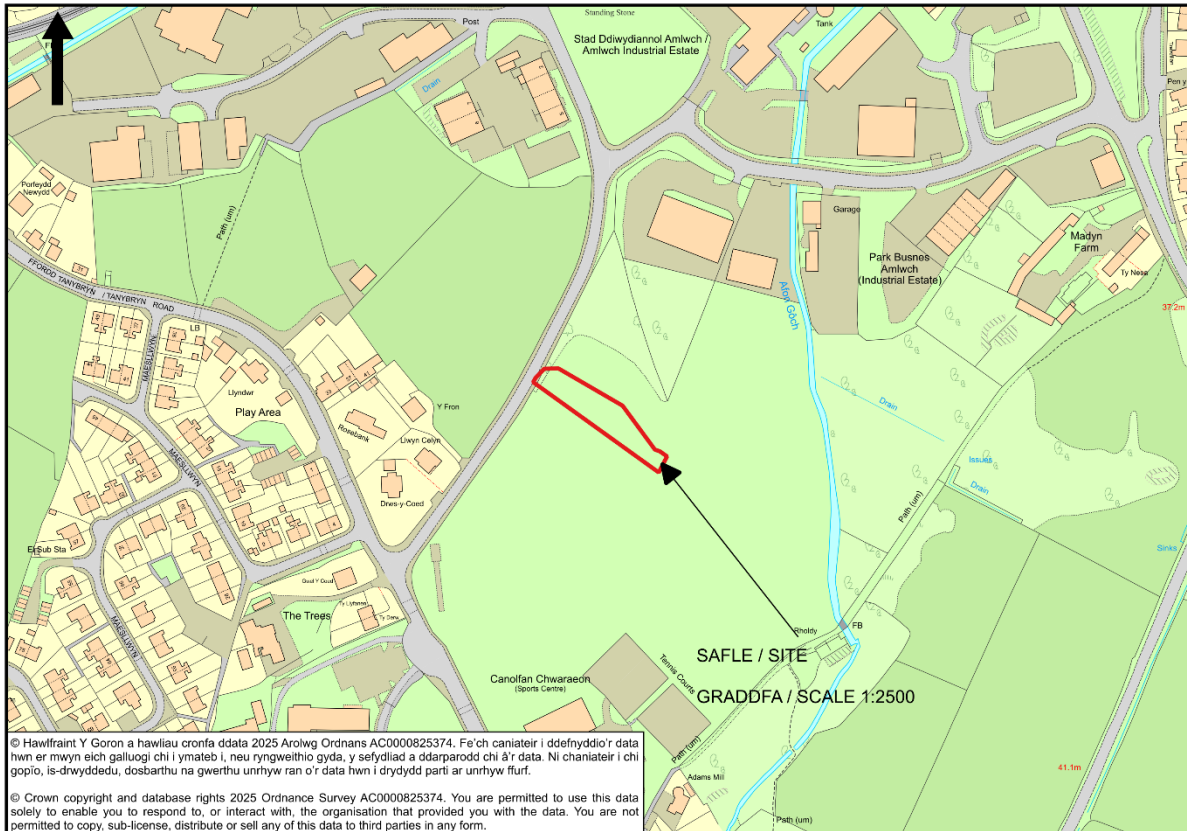 Standing Stone
Tank
Post
Stad Ddiwydiannol Amlwch /
Amlwch Industrial Estate
Drain
Pen y
Porfeydd
Newydd
Path (um)
Garage
Madyn
Farm
Ty Nesa
Park Busnes
Amlwch
(Industrial Estate)
Afon Goch
37.2m
FFORDD TANYBRYN / TANYBRYN ROAD
LB
MAESLLWYN
Llyndwr
Play Area
Y Fron
Rosebank
Llwyn Celyn
Drws-y-Coed
Drain
Issues
Drain
Path (um)
Sinks
MAESLLWYN
El Sub Sta
The Trees
Ty Derw
MAESLLWYN
Rholdy
FB
SAFLE / SITE
Canolfan Chwaraeon
(Sports Centre)
Tennis Courts
GRADDFA / SCALE 1:2500
Path (um)
Adams Mill
41.1m
Path (um)
© Hawlfraint Y Goron a hawliau cronfa ddata 2025 Arolwg Ordnans AC0000825374. Fe'ch caniateir i ddefnyddio'r data
hwn er mwyn eich galluogi chi i ymateb i, neu ryngweithio gyda, y sefydliad a ddarparodd chi â'r data. Ni chaniateir i chi
gopïo, is-drwyddedu, dosbarthu na gwerthu unrhyw ran o'r data hwn i drydydd parti ar unrhyw ffurf.
© Crown copyright and database rights 2025 Ordnance Survey AC0000825374. You are permitted to use this data
solely to enable you to respond to, or interact with, the organisation that provided you with the data. You are not
permitted to copy, sub-license, distribute or sell any of this data to third parties in any form.